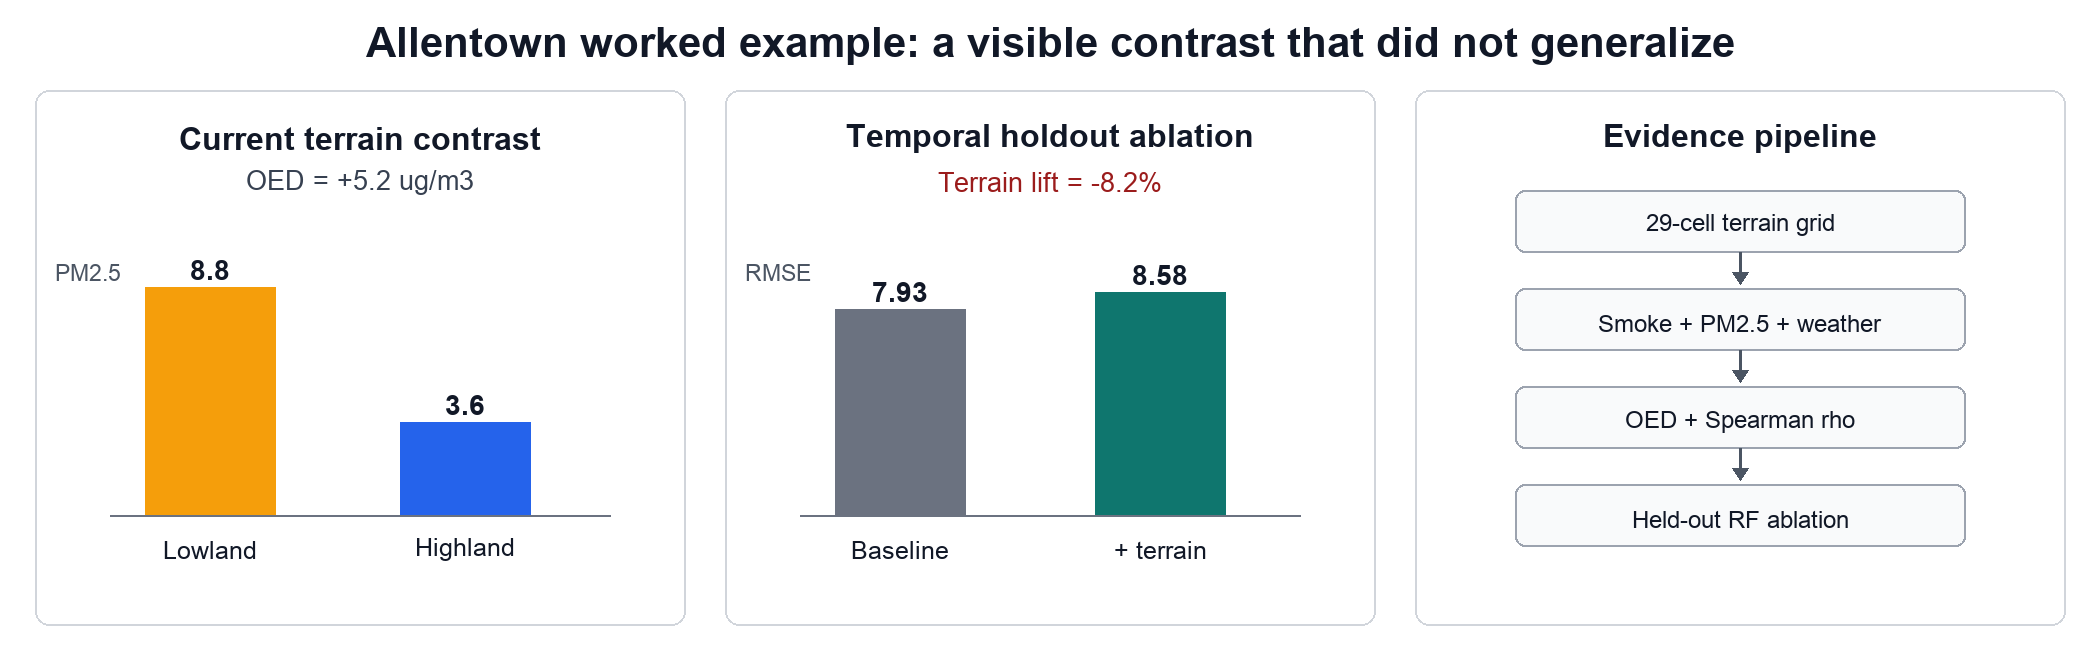 Allentown worked example: a visible contrast that did not generalize
Current terrain contrast
OED = +5.2 ug/m3
PM2.5
8.8
3.6
Lowland
Highland
Temporal holdout ablation
Terrain lift = -8.2%
RMSE
7.93
8.58
Baseline
+ terrain
Evidence pipeline
29-cell terrain grid
Smoke + PM2.5 + weather
OED + Spearman rho
Held-out RF ablation